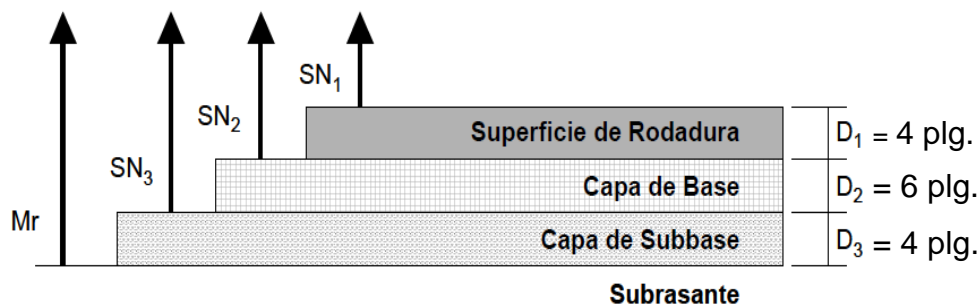 SN1
SN2
SN3
Mr
Superficie de Rodadura
Capa de Base
Capa de Subbase
Subrasante
D1 = 4 plg.
D2 = 6 plg.
D3 = 4 plg.